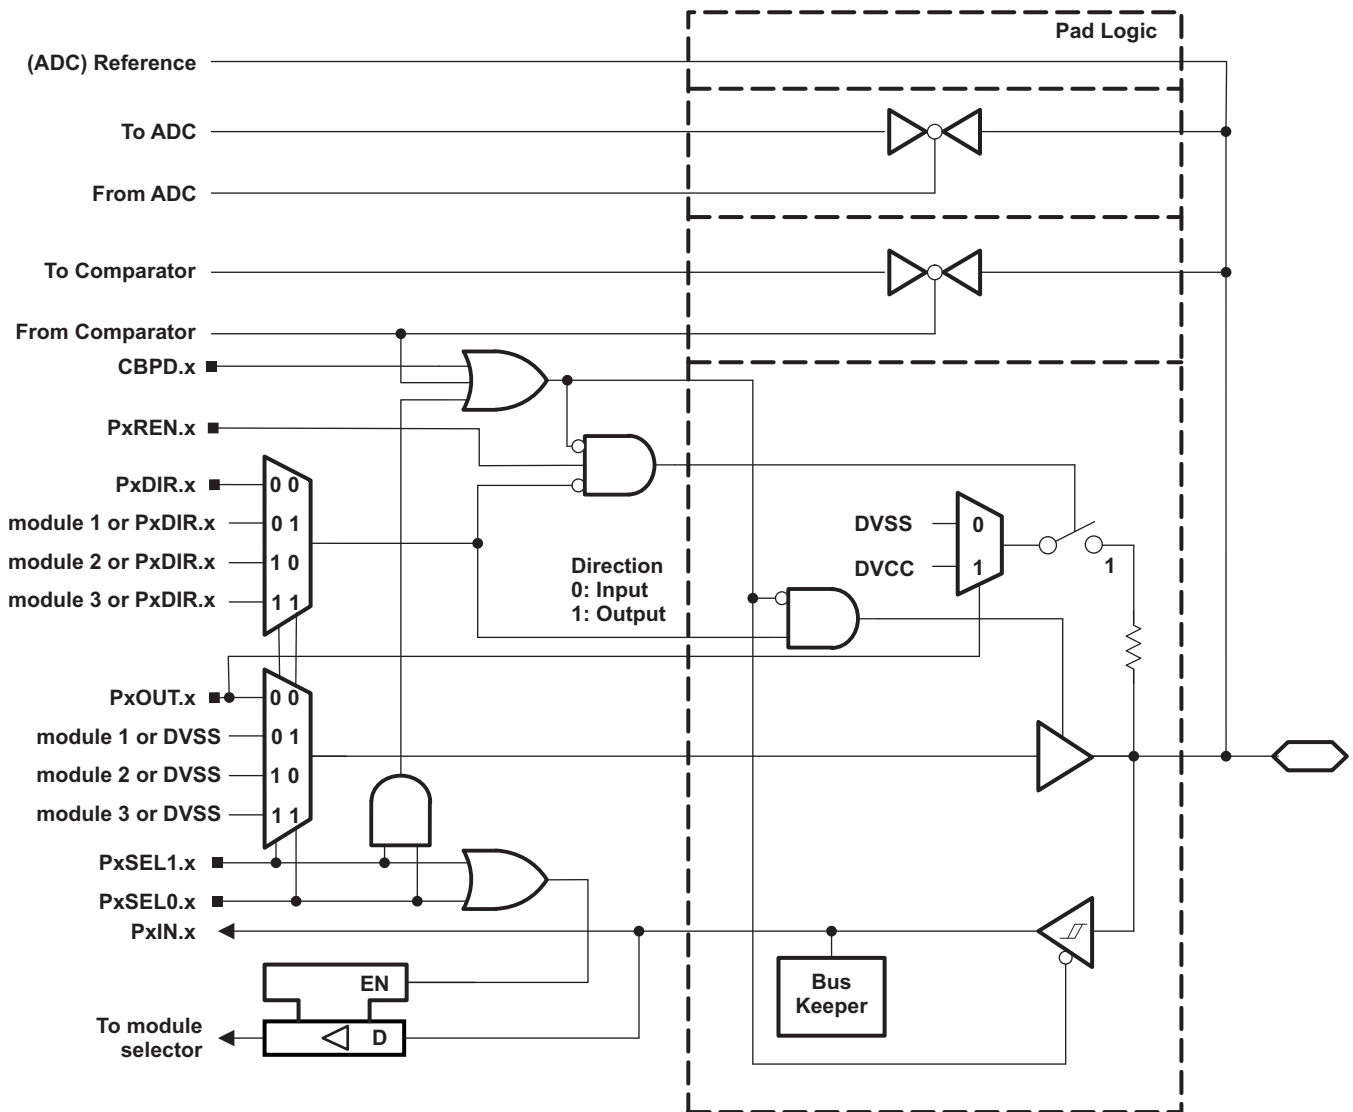 Pad Logic
(ADC) Reference
To ADC
From ADC
To Comparator
From Comparator
CBPD.x
PxREN.x
PxDIR.x
0 0
module 1 or PxDIR.x
0 1
module 2 or PxDIR.x
1 0
module 3 or PxDIR.x
1 1
Direction
0: Input
1: Output
DVSS
0
DVCC
1
1
PxOUT.x
0 0
module 1 or DVSS
0 1
module 2 or DVSS
1 0
module 3 or DVSS
1 1
PxSEL1.x
PxSEL0.x
PxIN.x
EN
Bus
Keeper
To module
selector
D